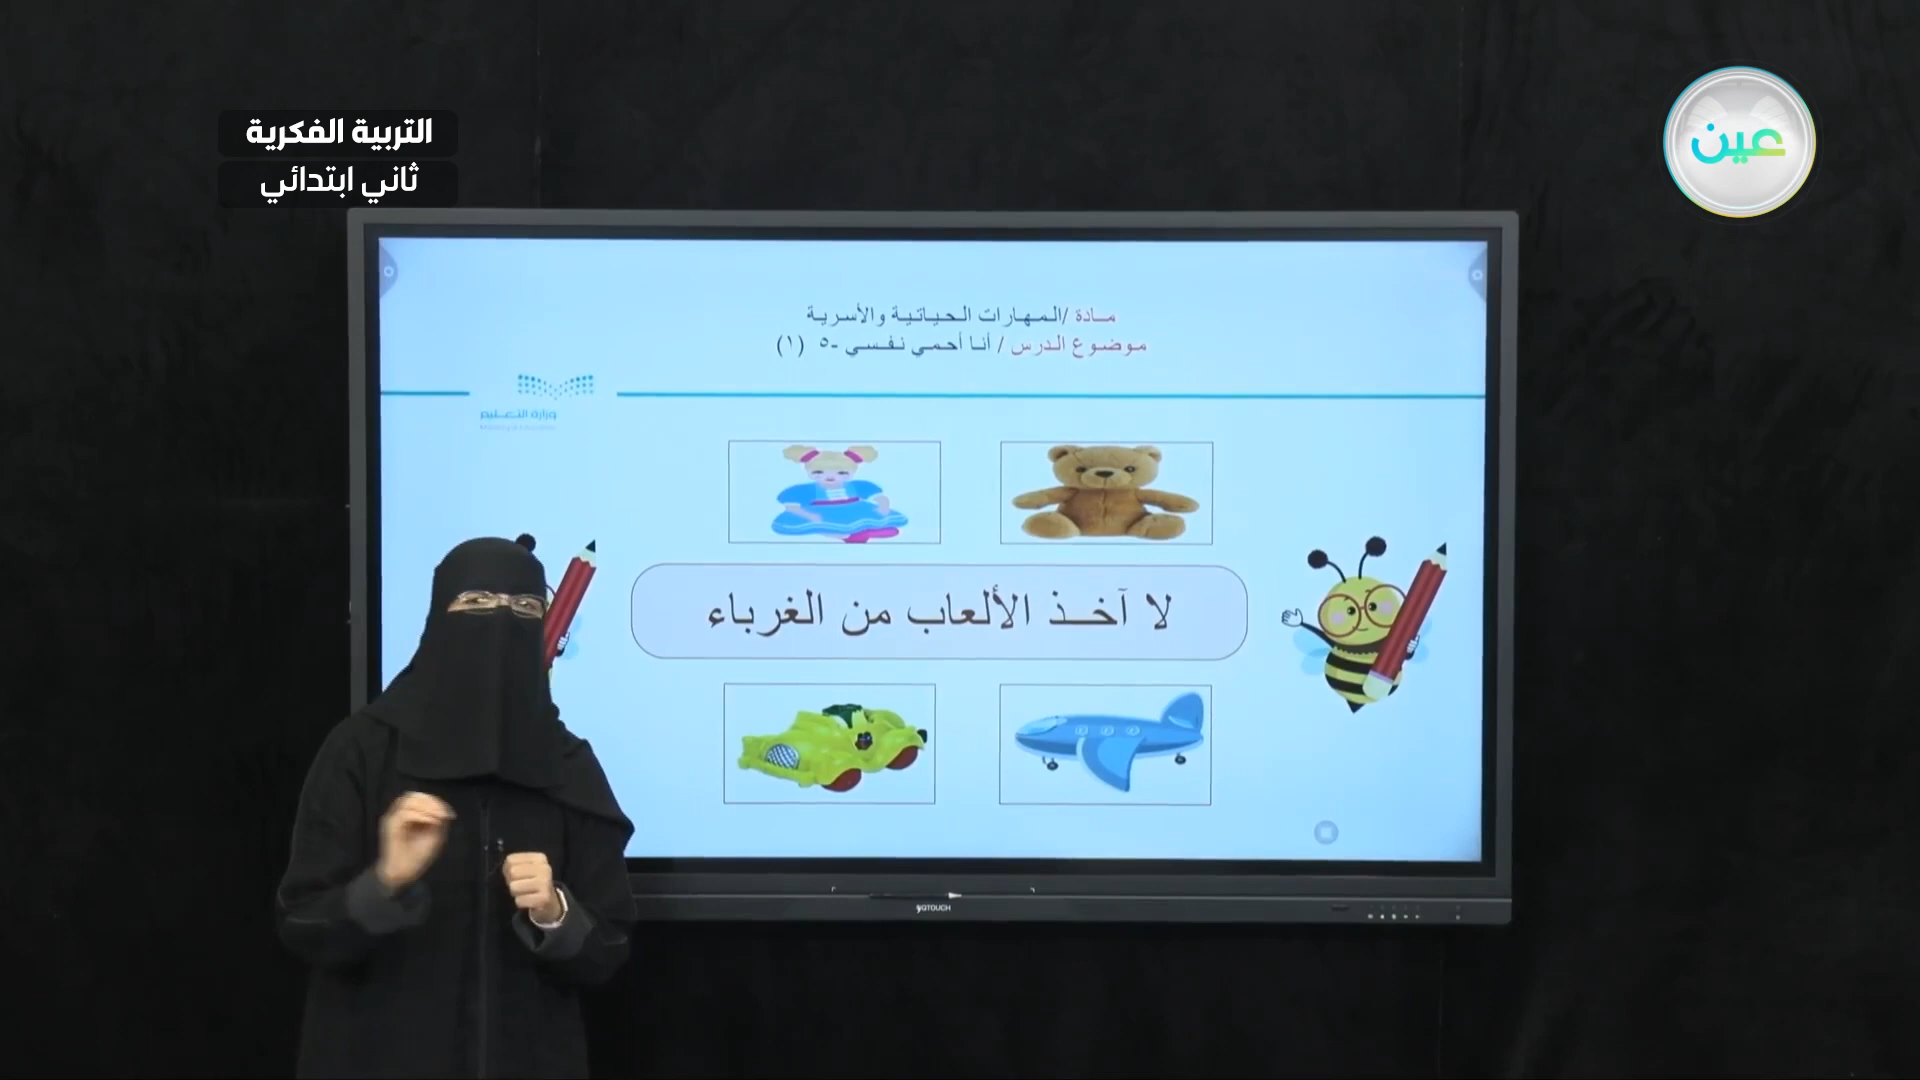 التربية الفكرية
ثاني ابتدائي
عين
مادة /المهارات الحياتية والأسرية
موضوع الدرس / أنا أحمي نفسي -٥ (١)
وزارة التعليم
لا آخذ الألعاب من الغرباء
YQTOUCH